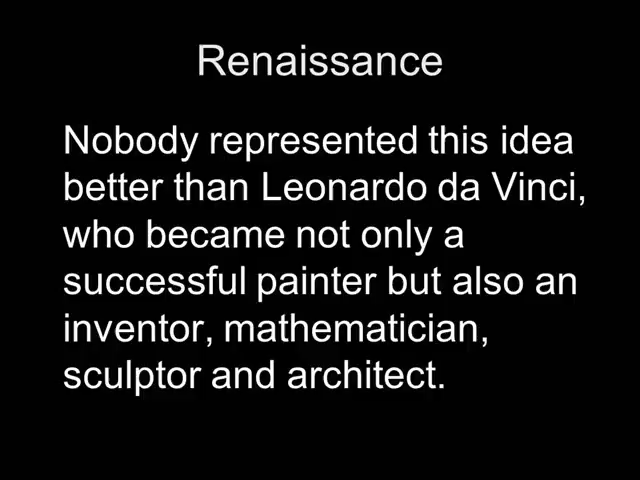 Renaissance
Nobody represented this idea
better than Leonardo da Vinci,
who became not only a
successful painter but also an
inventor, mathematician,
sculptor and architect.